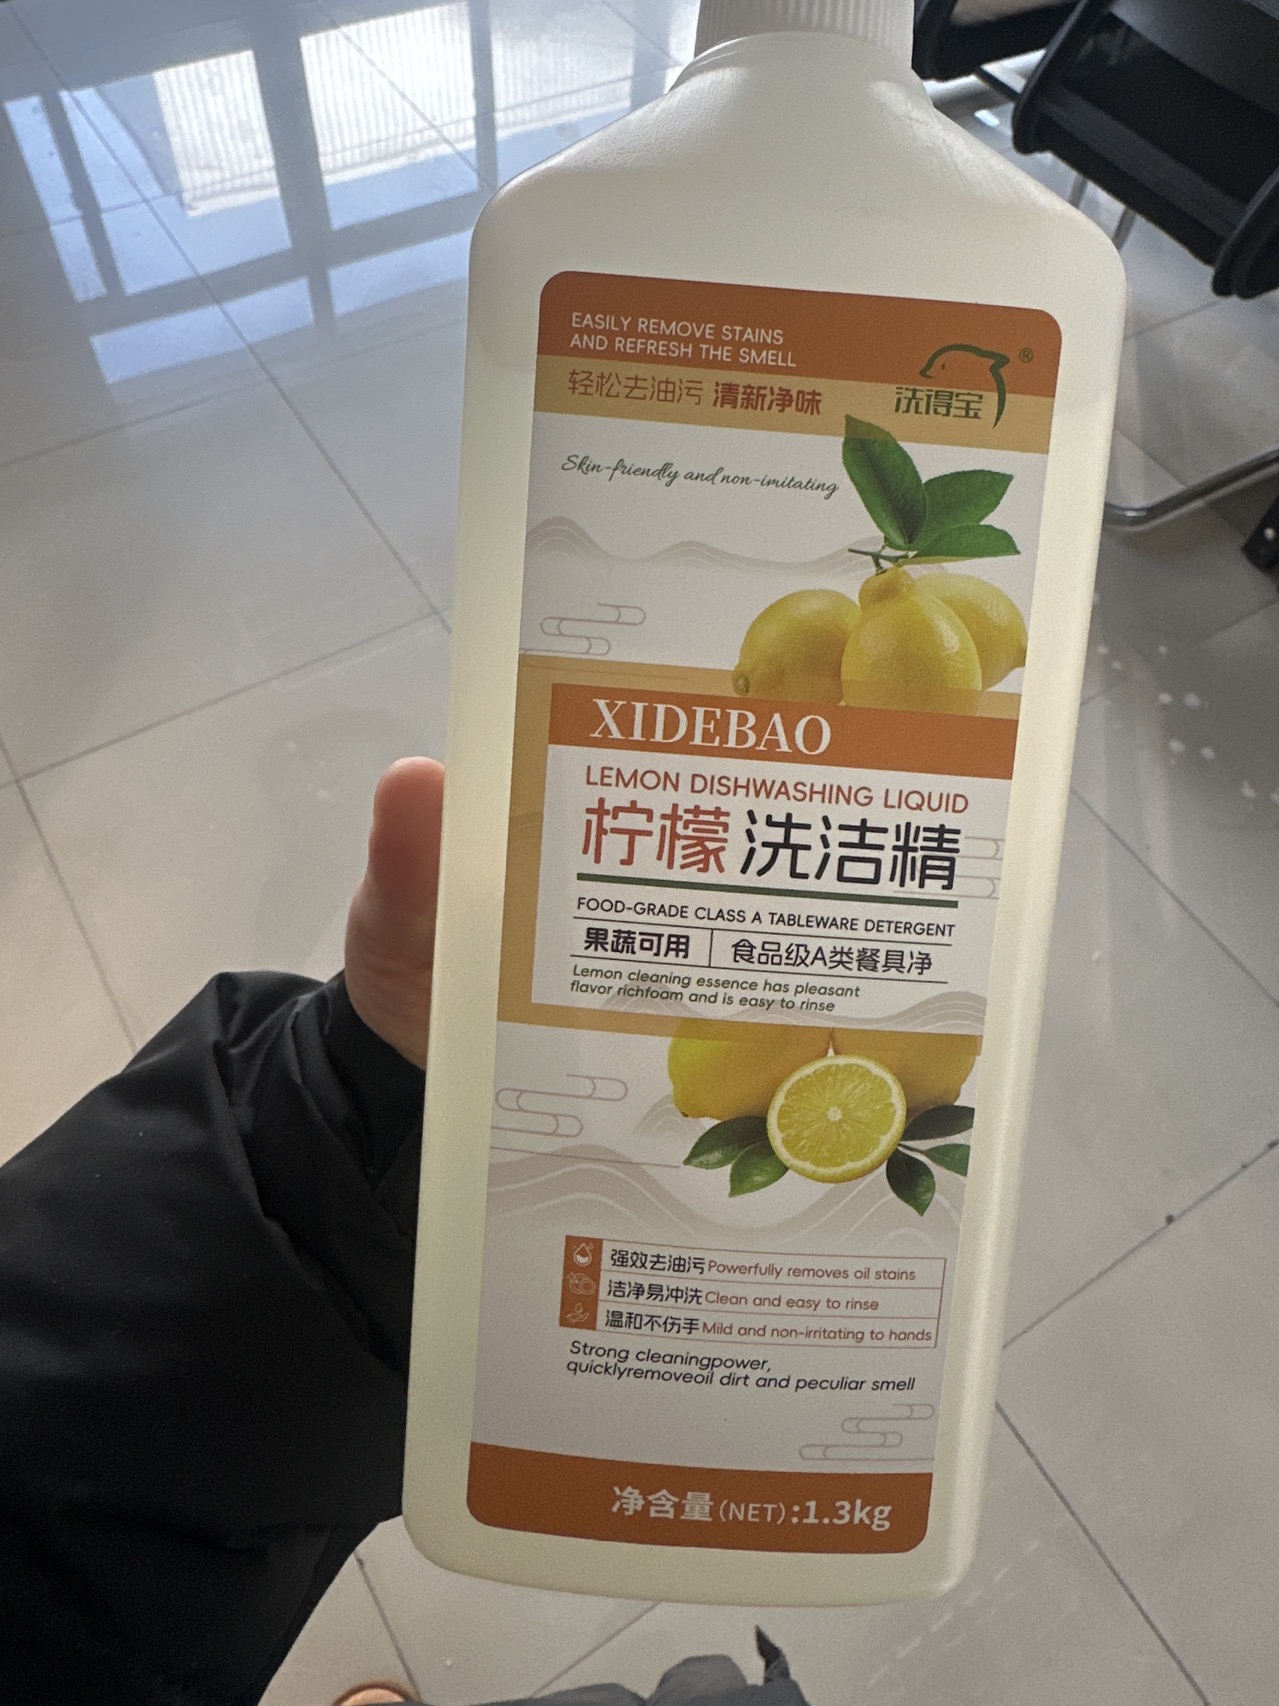 EASILY REMOVE STAINS
AND REFRESH THE SMELL
轻松去油污 清新净味
洗得宝®
Skin-friendly and non-imitating
XIDEBAO
LEMON DISHWASHING LIQUID
柠檬洗洁精
FOOD-GRADE CLASS A TABLEWARE DETERGENT
果蔬可用 食品级A类餐具净
Lemon cleaning essence has pleasant
flavor richfoam and is easy to rinse
强效去油污 Powerfully removes oil stains
洁净易冲洗 Clean and easy to rinse
温和不伤手 Mild and non-irritating to hands
Strong cleaningpower,
quicklyremoveoil dirt and peculiar smell
净含量(NET):1.3kg